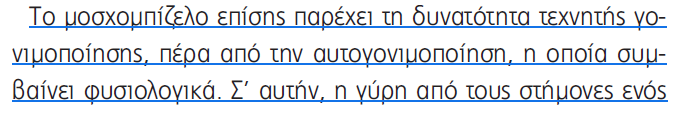 Το μοσχομπίζελο επίσης παρέχει τη δυνατότητα τεχνητής γο-
νιμοποίησης, πέρα από την αυτογονιμοποίηση, η οποία συμ-
βαίνει φυσιολογικά. Σ’ αυτήν, η γύρη από τους στήμονες ενός